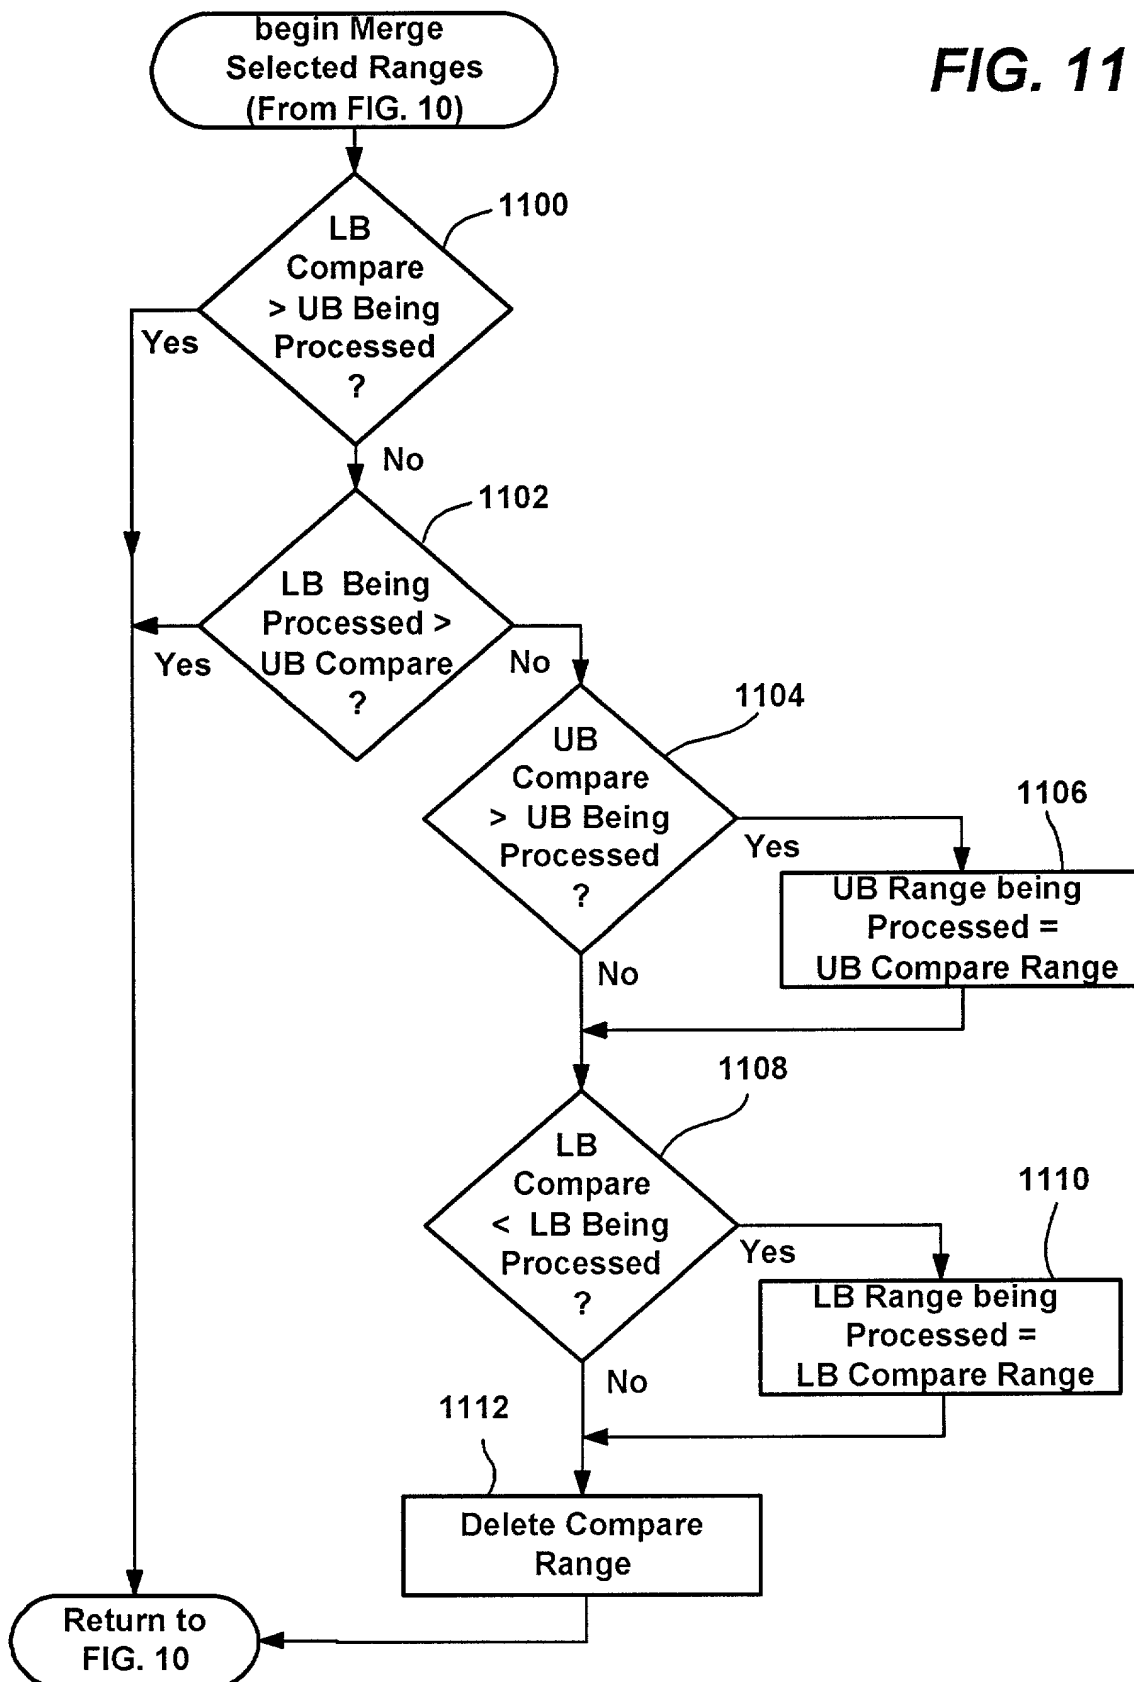 begin Merge
Selected Ranges
(From FIG. 10)
FIG. 11
1100
LB
Compare
> UB Being
Processed
?
Yes
No
1102
LB Being
Processed >
UB Compare
?
Yes
No
1104
UB
Compare
> UB Being
Processed
?
Yes
No
1106
UB Range being
Processed =
UB Compare Range
1108
LB
Compare
< LB Being
Processed
?
Yes
No
1110
LB Range being
Processed =
LB Compare Range
1112
Delete Compare
Range
Return to
FIG. 10